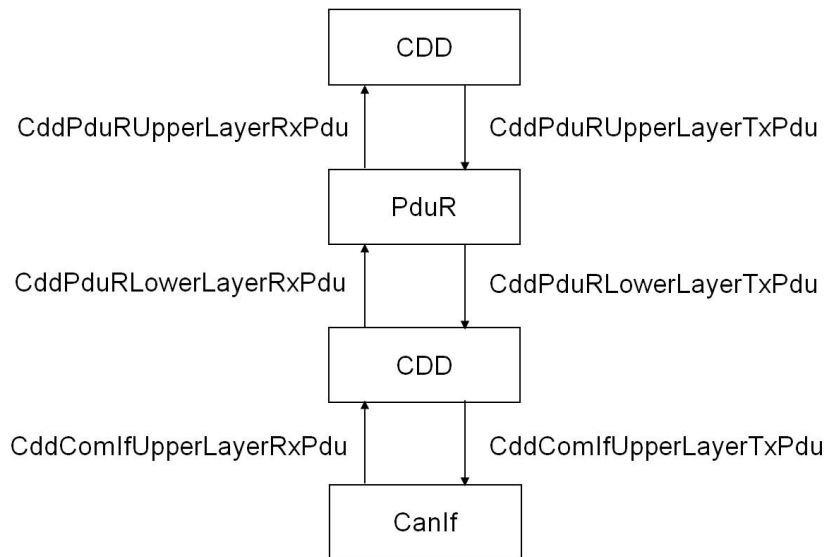 CDD
CddPduRUpperLayerRxPdu
CddPduRUpperLayerTxPdu
PduR
CddPduRLowerLayerRxPdu
CddPduRLowerLayerTxPdu
CDD
CddComIfUpperLayerRxPdu
CddComIfUpperLayerTxPdu
CanIf